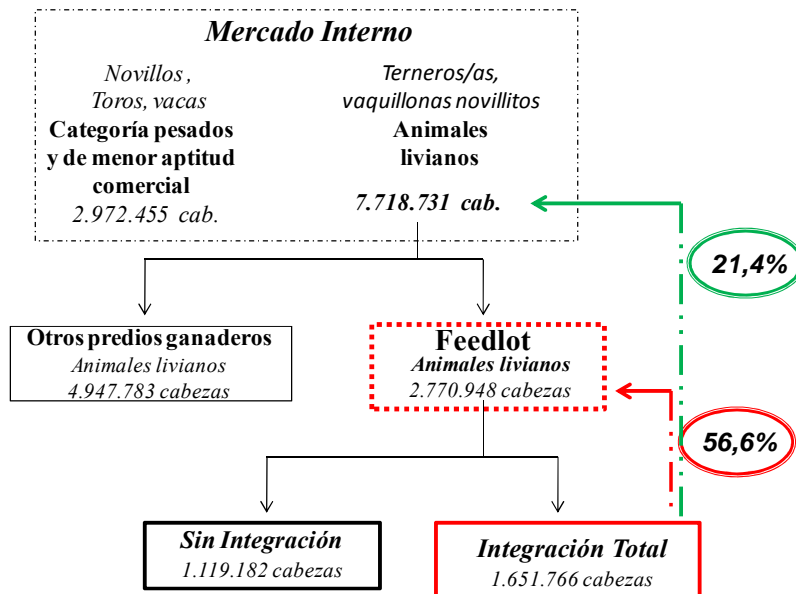 Mercado Interno
Novillos ,
Toros, vacas
Categoría pesados
y de menor aptitud
comercial
2.972.455 cab.
Terneros/as,
vaquillonas novillitos
Animales
livianos
7.718.731 cab.
21,4%
Otros predios ganaderos
Animales livianos
4.947.783 cabezas
Feedlot
Animales livianos
2.770.948 cabezas
56,6%
Sin Integración
1.119.182 cabezas
Integración Total
1.651.766 cabezas